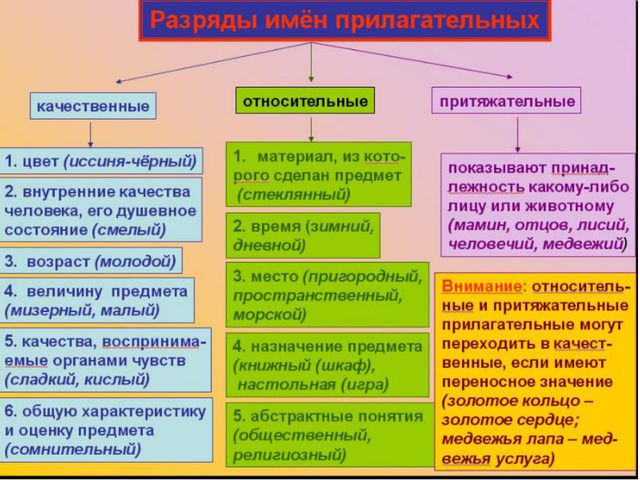 Разряды имён прилагательных
качественные
1. цвет (иссиня-чёрный)
2. внутренние качества
человека, его душевное
состояние (смелый)
3. возраст (молодой)
4. величину предмета
(мизерный, малый)
5. качества, воспринима-
емые органами чувств
(сладкий, кислый)
6. общую характеристику
и оценку предмета
(сомнительный)
относительные
1. материал, из кото-
рого сделан предмет
(стеклянный)
2. время (зимний,
дневной)
3. место (пригородный,
пространственный,
морской)
4. назначение предмета
(книжный (шкаф),
настольная (игра)
5. абстрактные понятия
(общественный,
религиозный)
притяжательные
показывают принад-
лежность какому-либо
лицу или животному
(мамин, отцов, лисий,
человечий, медвежий)
Внимание: относитель-
ные и притяжательные
прилагательные могут
переходить в качест-
венные, если имеют
переносное значение
(золотое кольцо –
золотое сердце;
медвежья лапа – мед-
вежья услуга)